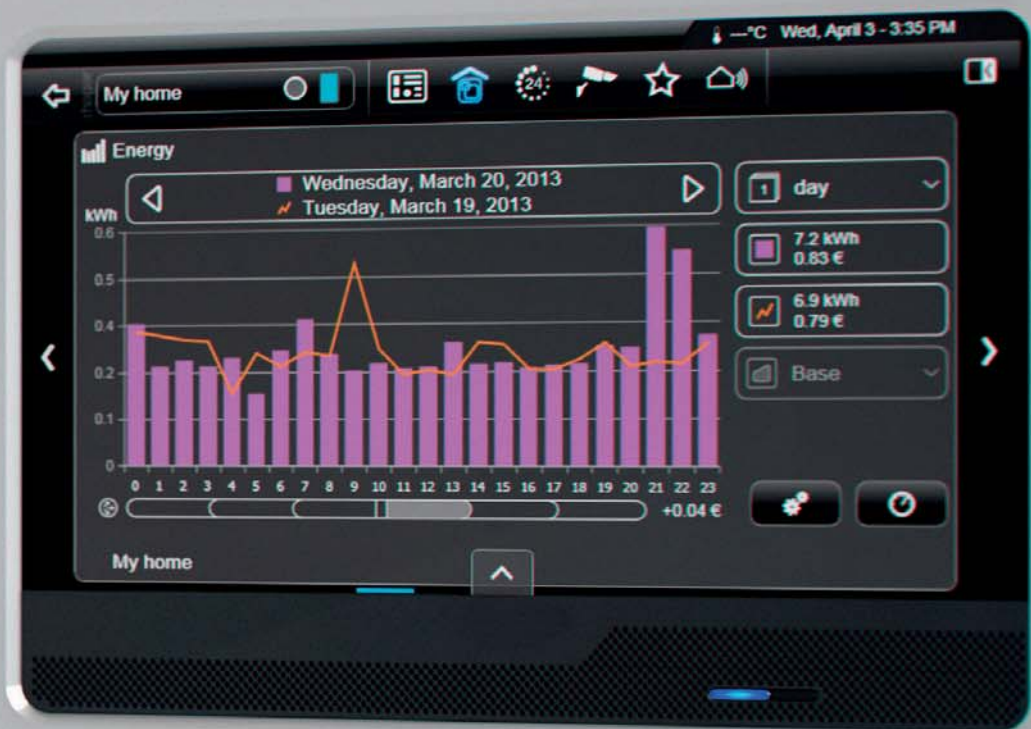 ---°C Wed, April 3 - 3:35 PM
My home
24
Energy
Wednesday, March 20, 2013
Tuesday, March 19, 2013
1 day
kWh
7.2 kWh
0.83 €
6.9 kWh
0.79 €
Base
0.6
0.5
0.4
0.2
0.1
0
0 1 2 3 4 5 6 7 8 9 10 11 12 13 14 15 16 17 18 19 20 21 22 23
+0.04 €
My home